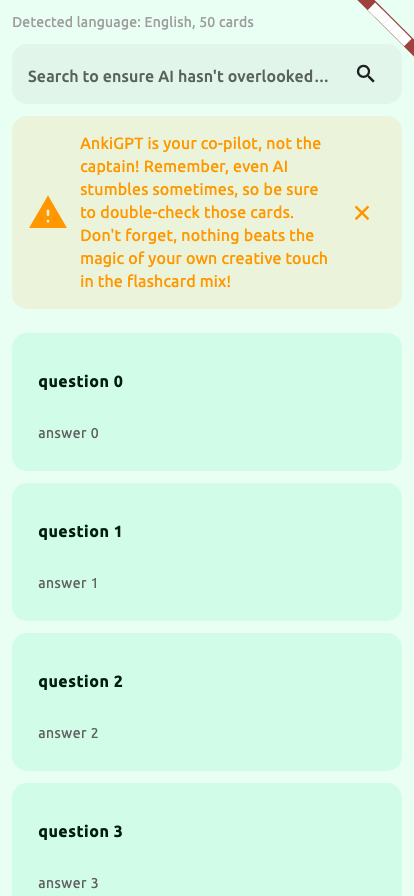 Detected language: English, 50 cards
Search to ensure AI hasn't overlooked...
AnkiGPT is your co-pilot, not the
captain! Remember, even AI
stumbles sometimes, so be sure
to double-check those cards.
Don't forget, nothing beats the
magic of your own creative touch
in the flashcard mix!
question 0
answer 0
question 1
answer 1
question 2
answer 2
question 3
answer 3